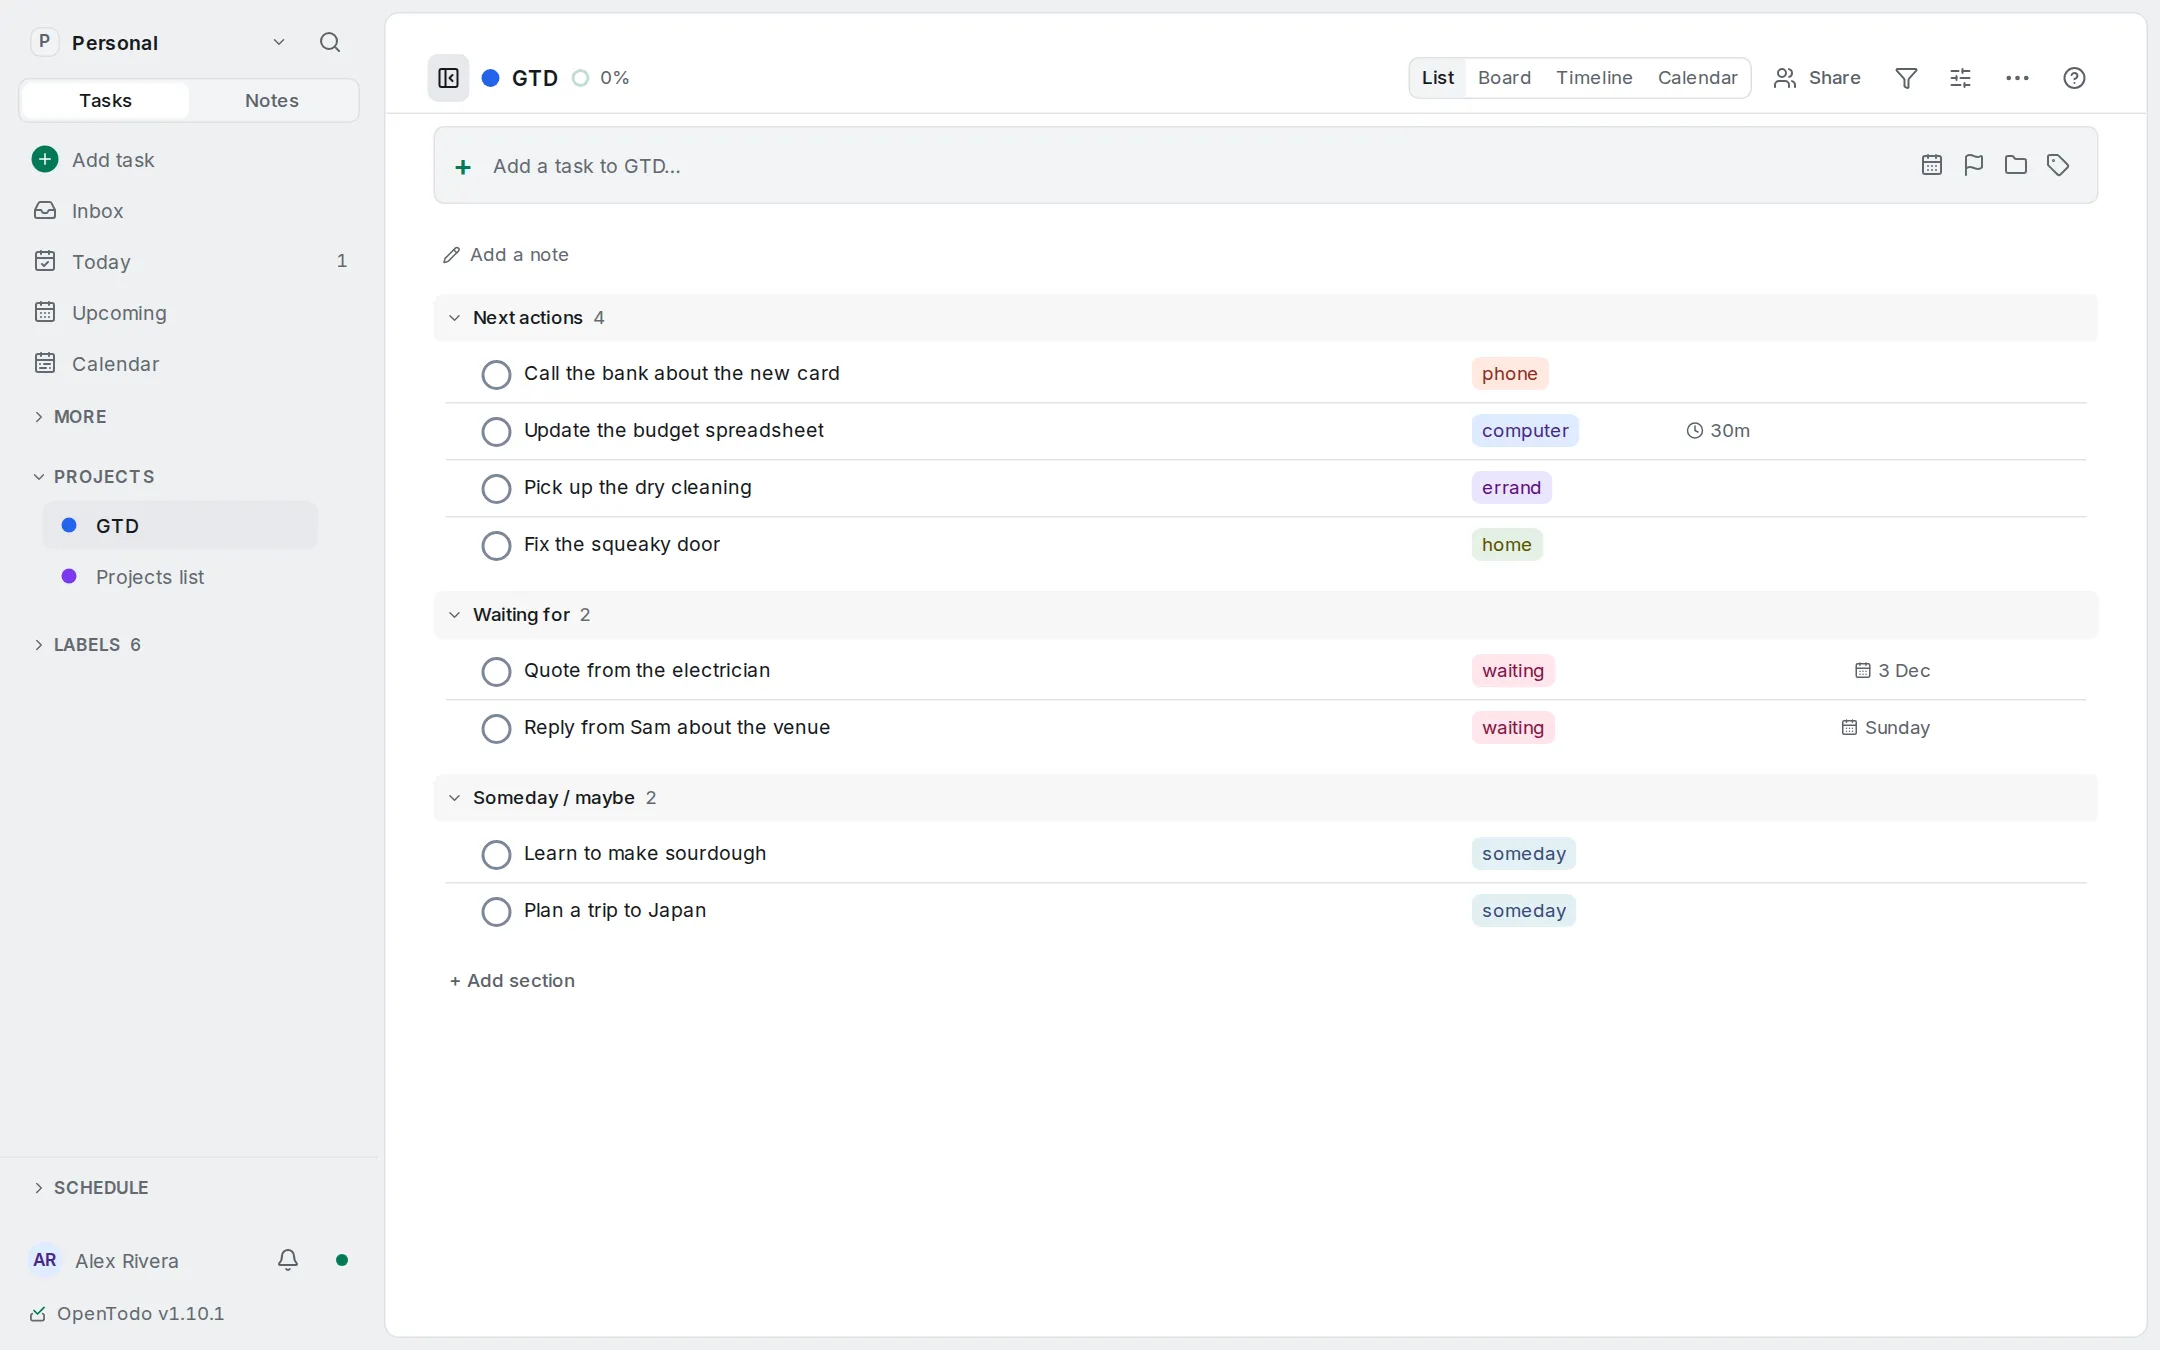 P Personal
Tasks Notes
Add task
Inbox
Today 1
Upcoming
Calendar
MORE
PROJECTS
GTD
Projects list
LABELS 6
SCHEDULE
AR Alex Rivera
OpenTodo v1.10.1
GTD 0%
List Board Timeline Calendar Share
+ Add a task to GTD...
Add a note
Next actions 4
Call the bank about the new card phone
Update the budget spreadsheet computer 30m
Pick up the dry cleaning errand
Fix the squeaky door home
Waiting for 2
Quote from the electrician waiting 3 Dec
Reply from Sam about the venue waiting Sunday
Someday / maybe 2
Learn to make sourdough someday
Plan a trip to Japan someday
+ Add section